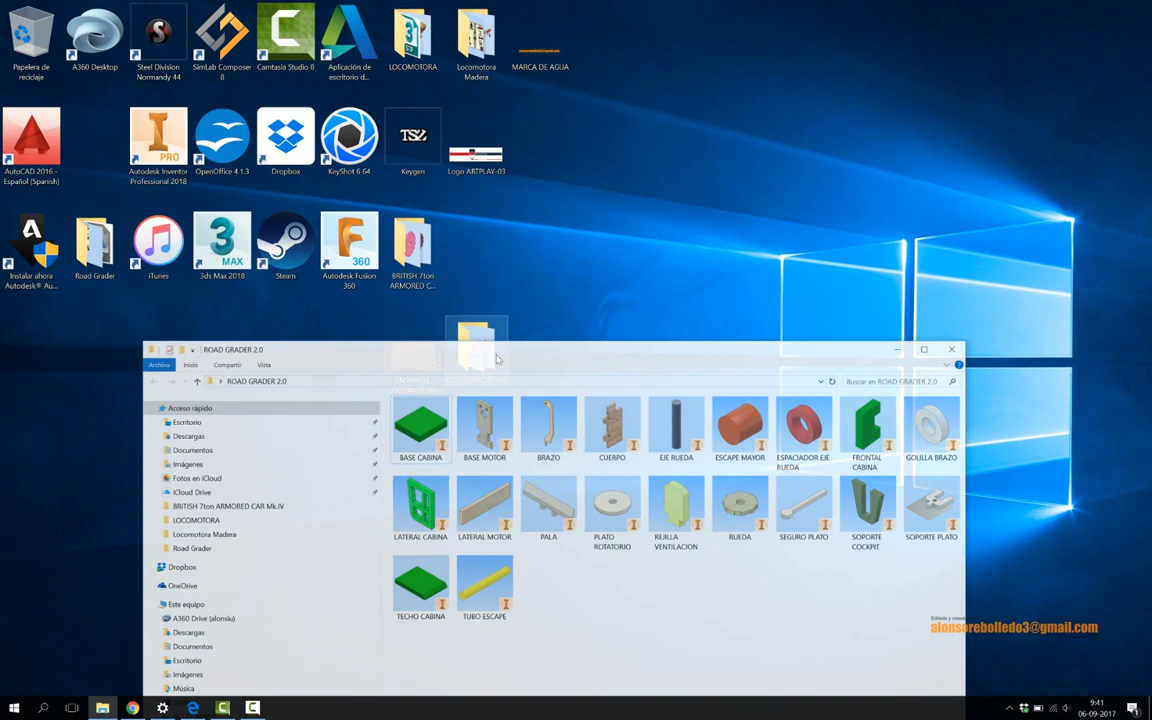 Papelera de
reciclaje
A360 Desktop
Steel Division
Normandy 44
SimLab Composer
8
Camtasia Studio 8
Aplicación de
escritorio d...
LOCOMOTORA
Locomotora
Madera
MARCA DE AGUA
AutoCAD 2016 -
Español (Spanish)
PRO
Autodesk Inventor
Professional 2018
OpenOffice 4.1.3
Dropbox
KeyShot 6 64
Keygen
Logo ARTPLAY-03
Instalar ahora
Autodesk® Au...
Road Grader
iTunes
MAX
3ds Max 2018
Steam
360
Autodesk Fusion
360
BRITISH 7ton
ARMORED C...
ROAD GRADER 2.0
Archivo
Inicio
Compartir
Vista
ROAD GRADER 2.0
Buscar en ROAD GRADER 2.0
Acceso rápido
Escritorio
Descargas
Documentos
Imágenes
Fotos en iCloud
iCloud Drive
BRITISH 7ton ARMORED CAR Mk.IV
LOCOMOTORA
Locomotora Madera
Road Grader
Dropbox
OneDrive
Este equipo
A360 Drive (alonsiu)
Descargas
Documentos
Escritorio
Imágenes
Música
BASE CABINA
BASE MOTOR
BRAZO
CUERPO
EJE RUEDA
ESCAPE MAYOR
ESPACIADOR EJE
RUEDA
FRONTAL
CABINA
GOLILLA BRAZO
LATERAL CABINA
LATERAL MOTOR
PALA
PLATO
ROTATORIO
REJILLA
VENTILACION
RUEDA
SEGURO PLATO
SOPORTE
COCKPIT
SOPORTE PLATO
TECHO CABINA
TUBO ESCAPE
alonsorebolledo3@gmail.com
9:41
06-09-2017